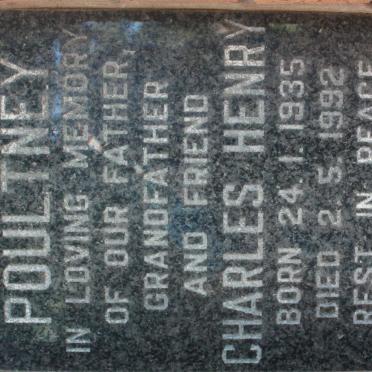 POULTNEY
IN LOVING MEMORY
OF OUR FATHER,
GRANDFATHER
AND FRIEND
CHARLES HENRY
BORN 24.1.1935
DIED 2.5.1992
REST IN PEACE